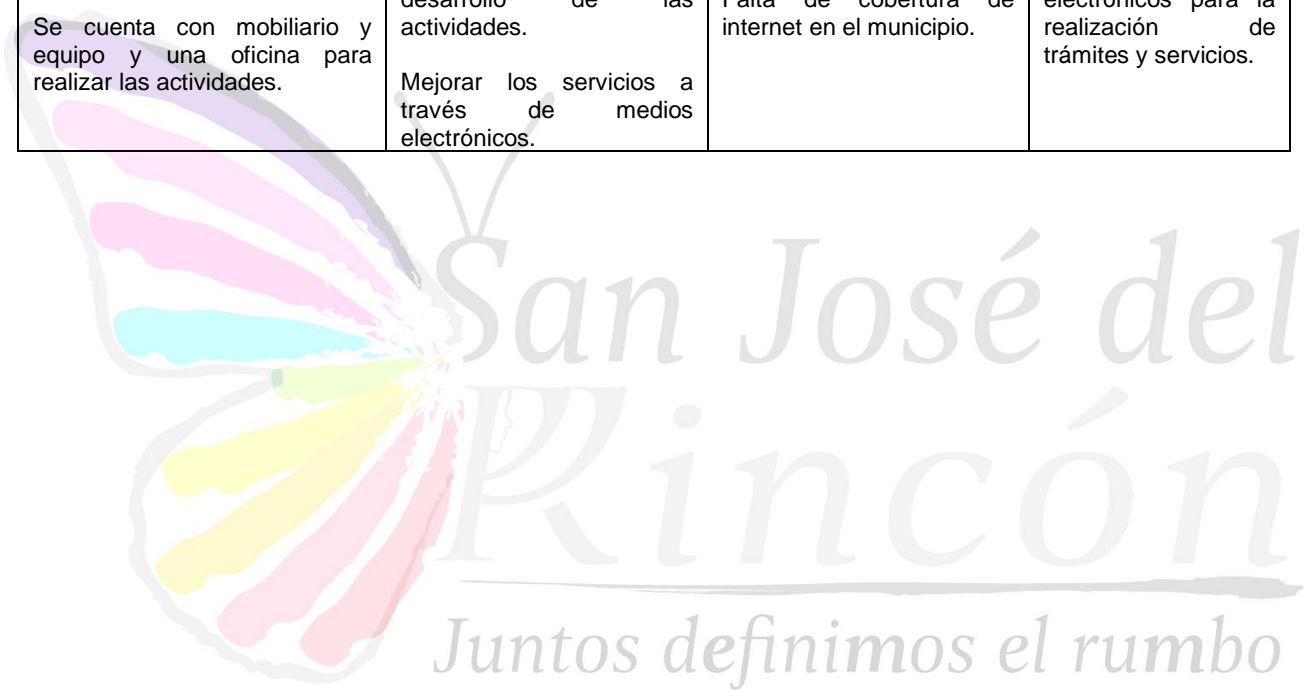 Se cuenta con mobiliario y
equipo y una oficina para
realizar las actividades.
desarrollo de las
actividades.
Mejorar los servicios a
través de medios
electrónicos.
Falta de cobertura de
internet en el municipio.
electrónicos para la
realización de
trámites y servicios.
San José del
Rincón
Juntos definimos el rumbo